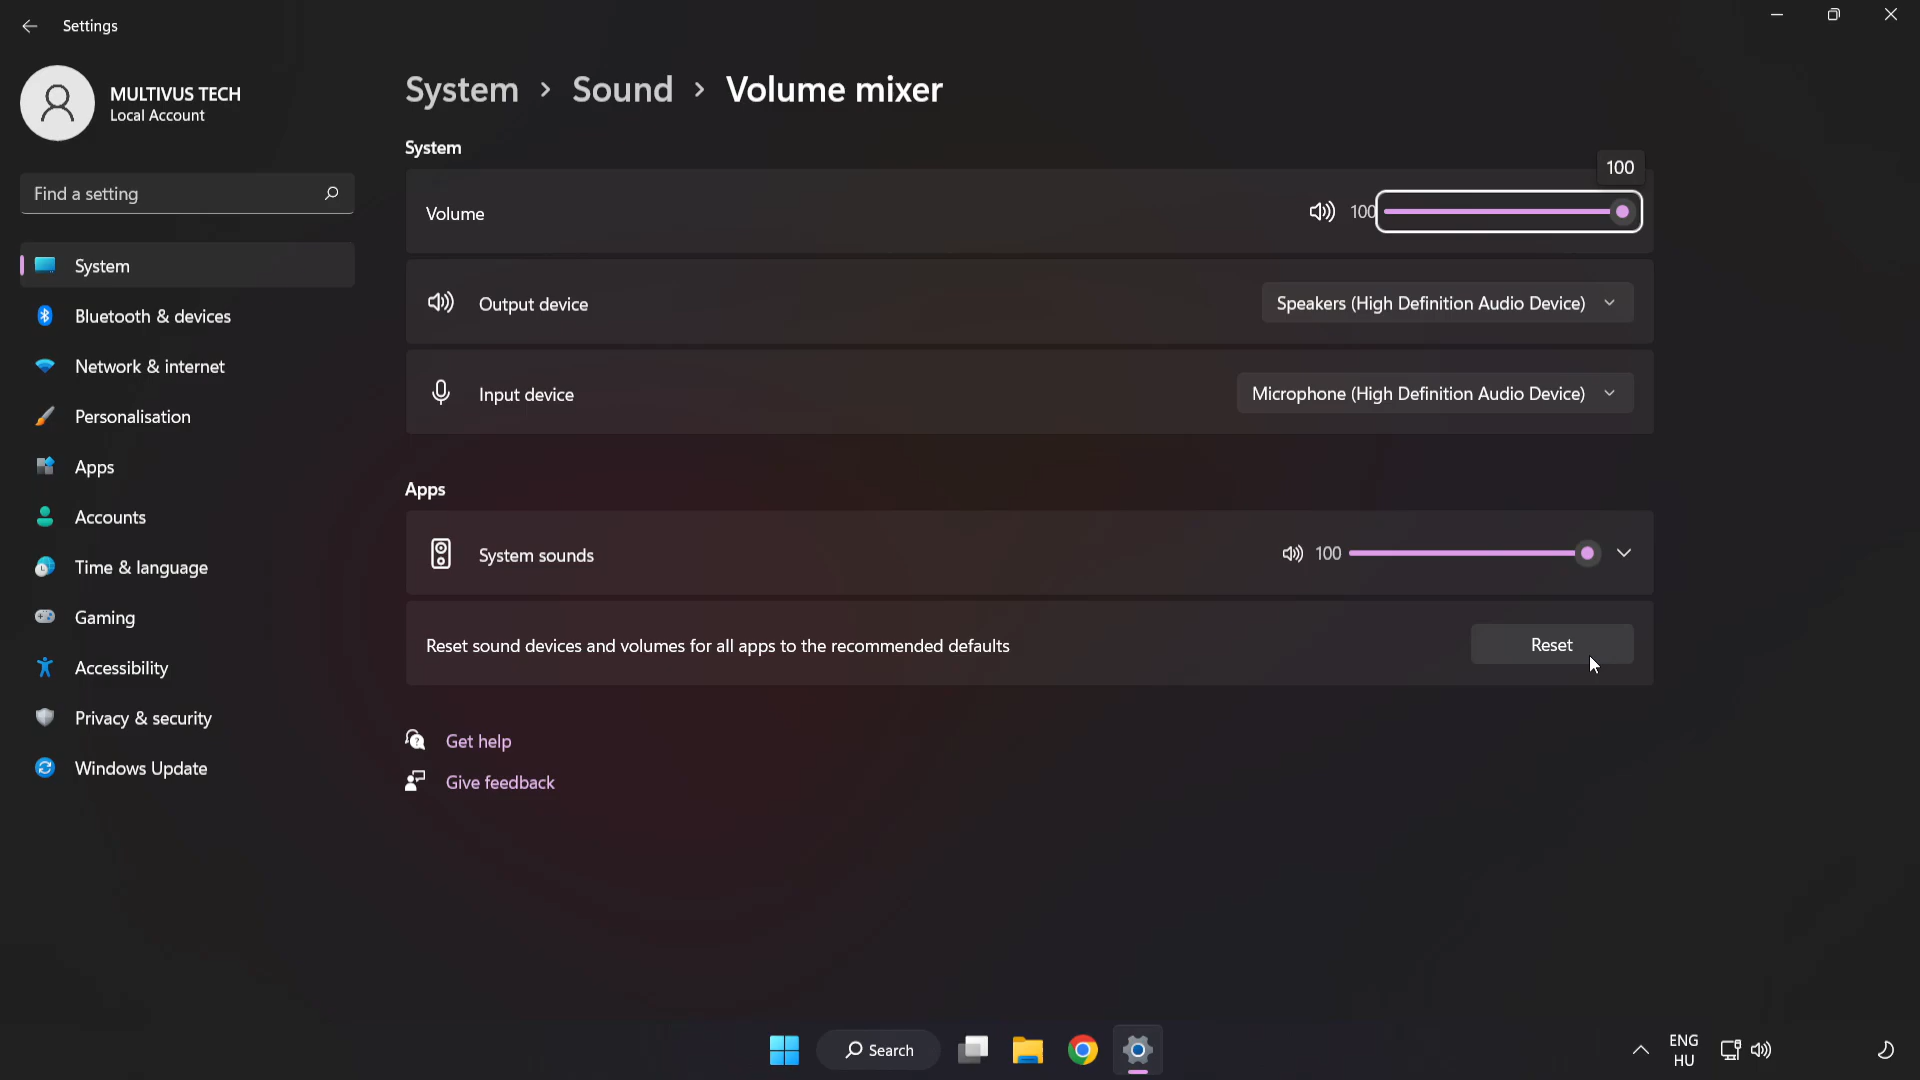 Settings
MULTIVUS TECH
Local Account
Find a setting
System
Bluetooth & devices
Network & internet
Personalisation
Apps
Accounts
Time & language
Gaming
Accessibility
Privacy & security
Windows Update
System › Sound › Volume mixer
System
100
Volume 100
Output device Speakers (High Definition Audio Device)
Input device Microphone (High Definition Audio Device)
Apps
System sounds 100
Reset sound devices and volumes for all apps to the recommended defaults Reset
Get help
Give feedback
Search
ENG
HU